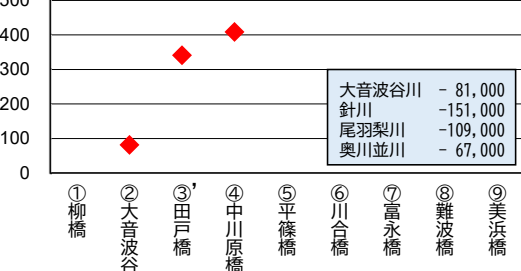 500
400
300
200
100
0
大音波谷川 - 81,000
針川 -151,000
尾羽梨川 -109,000
奥川並川 - 67,000
①柳橋
②大音波谷
③’田戸橋
④中川原橋
⑤平篠橋
⑥川合橋
⑦富永橋
⑧難波橋
⑨美浜橋